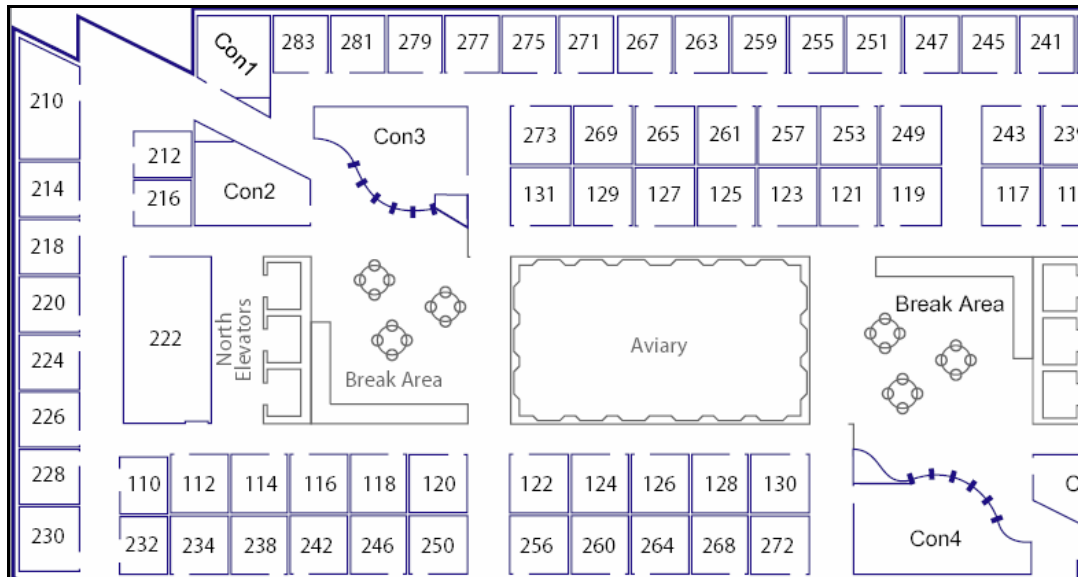 Con1
283 281 279 277 275 271 267 263 259 255 251 247 245 241
210
Con3
273 269 265 261 257 253 249 243
212
214
216
Con2
131 129 127 125 123 121 119 117
218
220
222
North
Elevators
Break Area
Aviary
Break Area
224
226
228
110 112 114 116 118 120 122 124 126 128 130
230
232 234 238 242 246 250 256 260 264 268 272
Con4